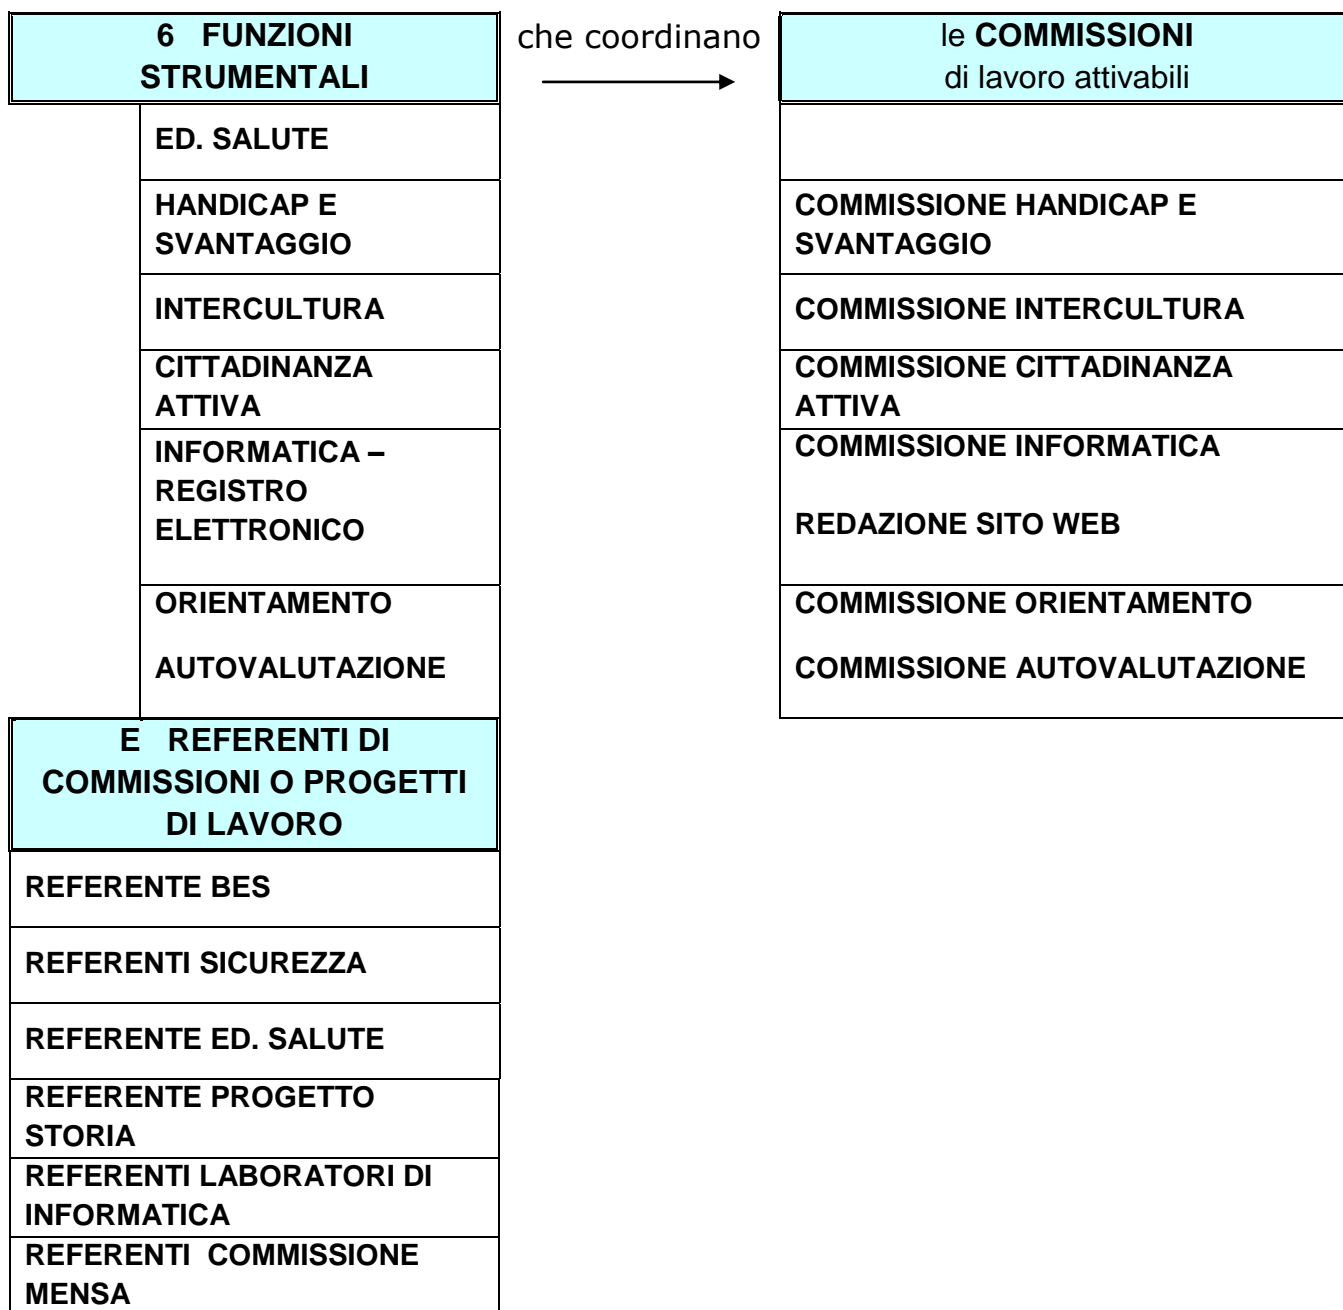 6 FUNZIONI
STRUMENTALI
che coordinano
le COMMISSIONI
di lavoro attivabili
ED. SALUTE
HANDICAP E
SVANTAGGIO
COMMISSIONE HANDICAP E
SVANTAGGIO
INTERCULTURA
COMMISSIONE INTERCULTURA
CITTADINANZA
ATTIVA
COMMISSIONE CITTADINANZA
ATTIVA
INFORMATICA –
REGISTRO
ELETTRONICO
COMMISSIONE INFORMATICA
REDAZIONE SITO WEB
ORIENTAMENTO
AUTOVALUTAZIONE
COMMISSIONE ORIENTAMENTO
COMMISSIONE AUTOVALUTAZIONE
E REFERENTI DI
COMMISSIONI O PROGETTI
DI LAVORO
REFERENTE BES
REFERENTI SICUREZZA
REFERENTE ED. SALUTE
REFERENTE PROGETTO
STORIA
REFERENTI LABORATORI DI
INFORMATICA
REFERENTI COMMISSIONE
MENSA